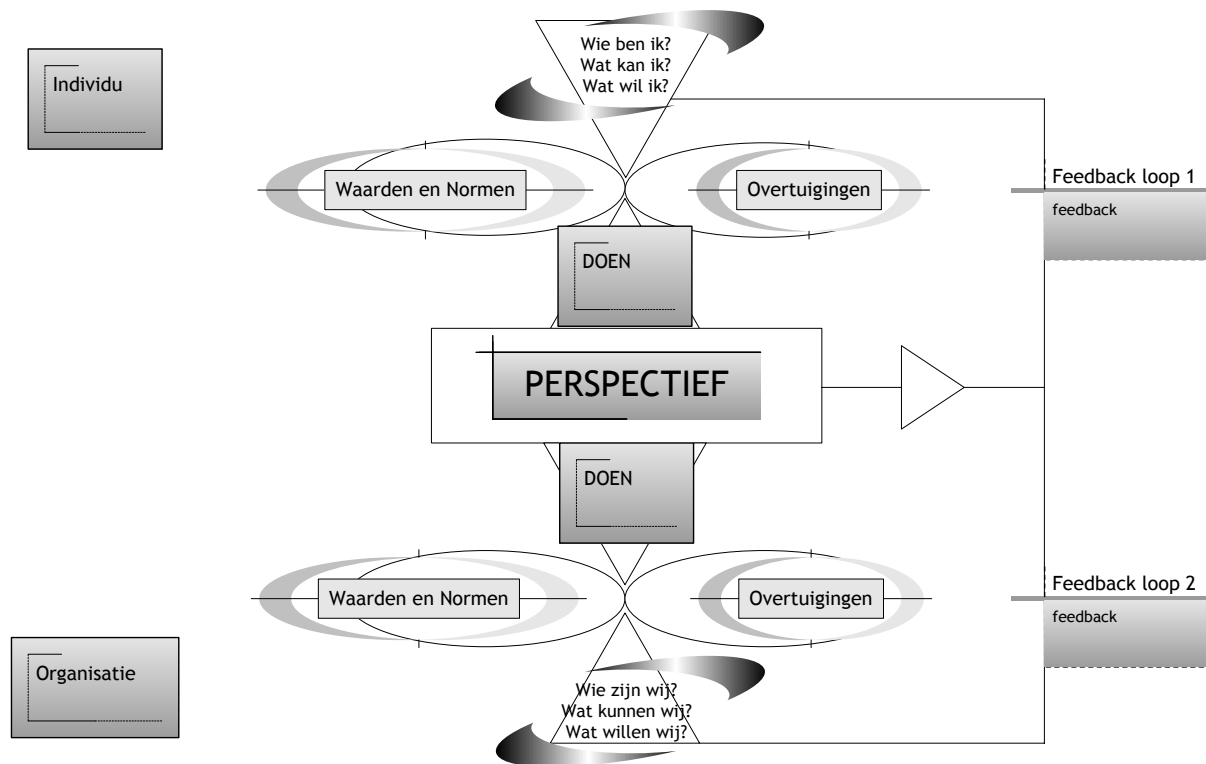 Wie ben ik?
Wat kan ik?
Wat wil ik?
Individu
Waarden en Normen
Overtuigingen
Feedback loop 1
feedback
DOEN
PERSPECTIEF
DOEN
Waarden en Normen
Overtuigingen
Feedback loop 2
feedback
Organisatie
Wie zijn wij?
Wat kunnen wij?
Wat willen wij?